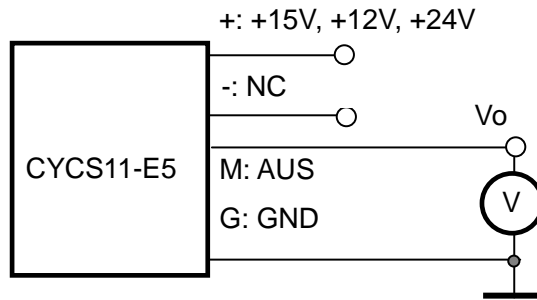 +: +15V, +12V, +24V
-: NC
Vo
CYCS11-E5
M: AUS
V
G: GND